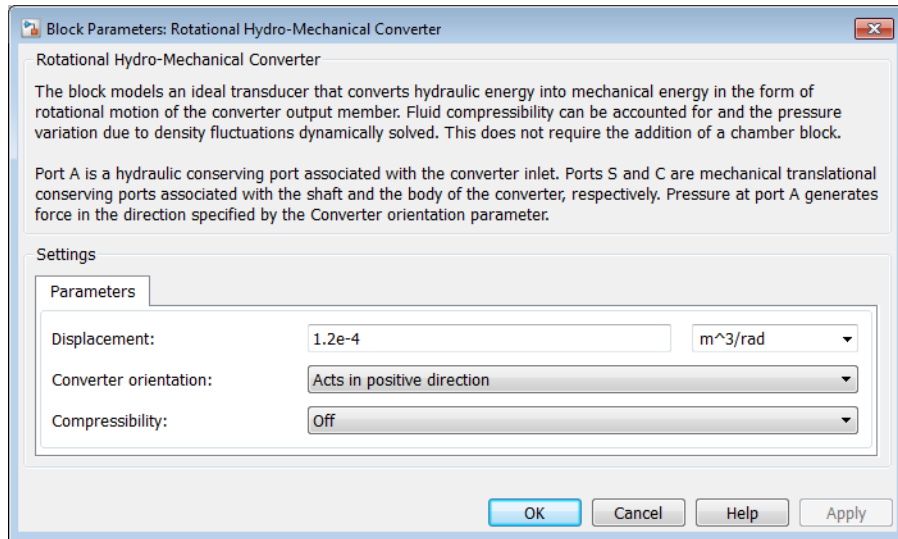 Block Parameters: Rotational Hydro-Mechanical Converter
Rotational Hydro-Mechanical Converter
The block models an ideal transducer that converts hydraulic energy into mechanical energy in the form of
rotational motion of the converter output member. Fluid compressibility can be accounted for and the pressure
variation due to density fluctuations dynamically solved. This does not require the addition of a chamber block.
Port A is a hydraulic conserving port associated with the converter inlet. Ports S and C are mechanical translational
conserving ports associated with the shaft and the body of the converter, respectively. Pressure at port A generates
force in the direction specified by the Converter orientation parameter.
Settings
Parameters
Displacement: 1.2e-4 m^3/rad
Converter orientation: Acts in positive direction
Compressibility: Off
OK Cancel Help Apply